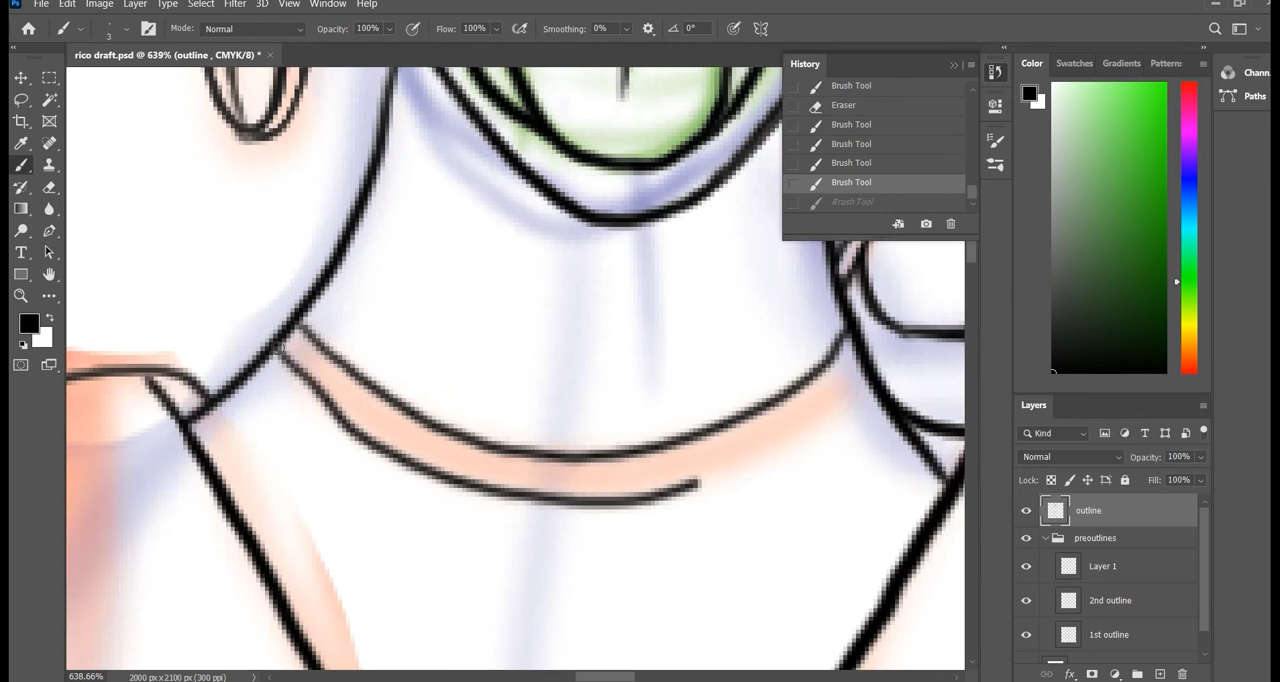 Ps File Edit Image Layer Type Select Filter 3D View Window Help
3 Mode: Normal Opacity: 100% Flow: 100% Smoothing: 0% 0°
rico draft.psd @ 639% (outline , CMYK/8) *
History
Brush Tool
Eraser
Brush Tool
Brush Tool
Brush Tool
Brush Tool
Brush Tool
Color Swatches Gradients Patterns
Chann
Paths
Layers
Kind
Normal Opacity: 100%
Lock: Fill: 100%
outline
preoutlines
Layer 1
2nd outline
1st outline
638.66% 2000 px x 2100 px (300 ppi)